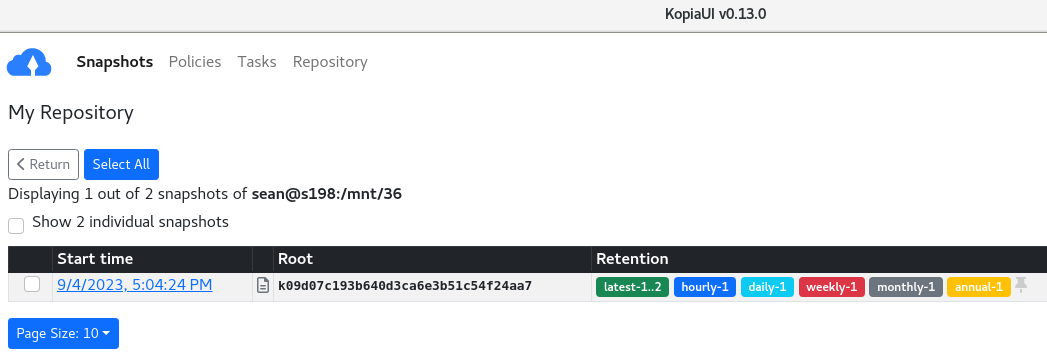 KopiaUI v0.13.0
Snapshots Policies Tasks Repository
My Repository
< Return Select All
Displaying 1 out of 2 snapshots of sean@s198:/mnt/36
Show 2 individual snapshots
Start time Root Retention
9/4/2023, 5:04:24 PM k09d07c193b640d3ca6e3b51c54f24aa7 latest-1..2 hourly-1 daily-1 weekly-1 monthly-1 annual-1
Page Size: 10